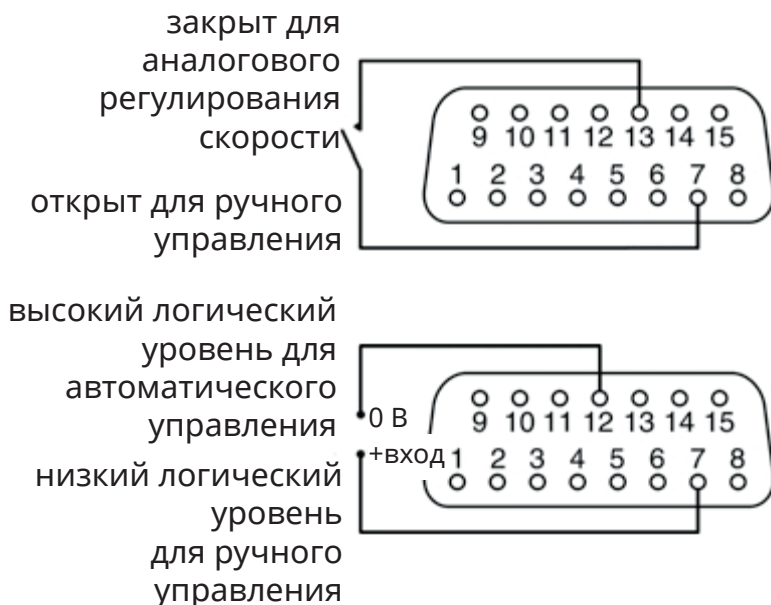 закрыт для
аналогового
регулирования
скорости
9 10 11 12 13 14 15
1 2 3 4 5 6 7 8
открыт для ручного
управления
высокий логический
уровень для
автоматического
управления
0 В
9 10 11 12 13 14 15
+вход
1 2 3 4 5 6 7 8
низкий логический
уровень
для ручного
управления